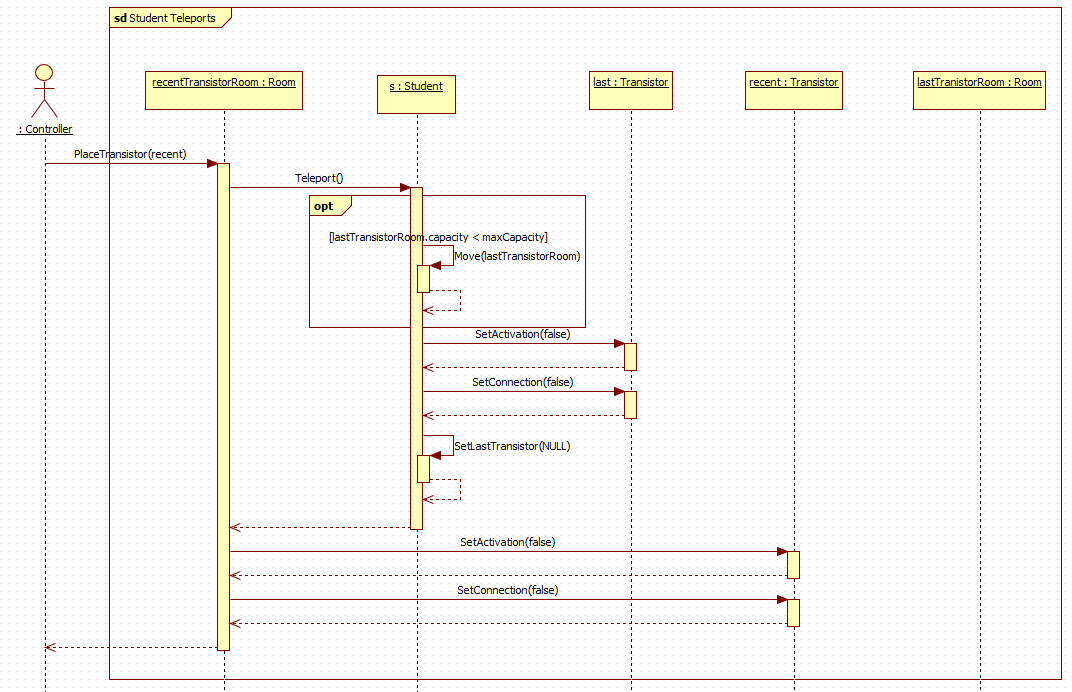 sd Student Teleports
recentTransistorRoom : Room
s : Student
last : Transistor
recent : Transistor
lastTranistorRoom : Room
: Controller
PlaceTransistor(recent)
Teleport()
opt
[lastTransistorRoom.capacity < maxCapacity]
Move(lastTransistorRoom)
SetActivation(false)
SetConnection(false)
SetLastTransistor(NULL)
SetActivation(false)
SetConnection(false)